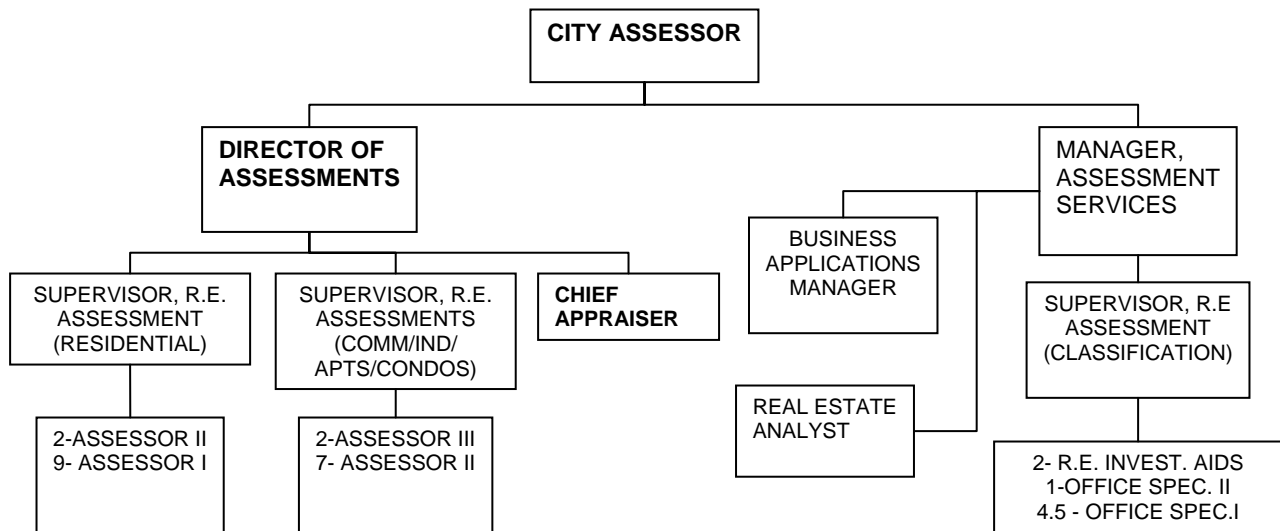 CITY ASSESSOR
DIRECTOR OF
ASSESSMENTS
MANAGER,
ASSESSMENT
SERVICES
BUSINESS
APPLICATIONS
MANAGER
SUPERVISOR, R.E.
ASSESSMENT
(RESIDENTIAL)
SUPERVISOR, R.E.
ASSESSMENTS
(COMM/IND/
APTS/CONDOS)
CHIEF
APPRAISER
SUPERVISOR, R.E
ASSESSMENT
(CLASSIFICATION)
REAL ESTATE
ANALYST
2-ASSESSOR II
9- ASSESSOR I
2-ASSESSOR III
7- ASSESSOR II
2- R.E. INVEST. AIDS
1-OFFICE SPEC. II
4.5 - OFFICE SPEC.I